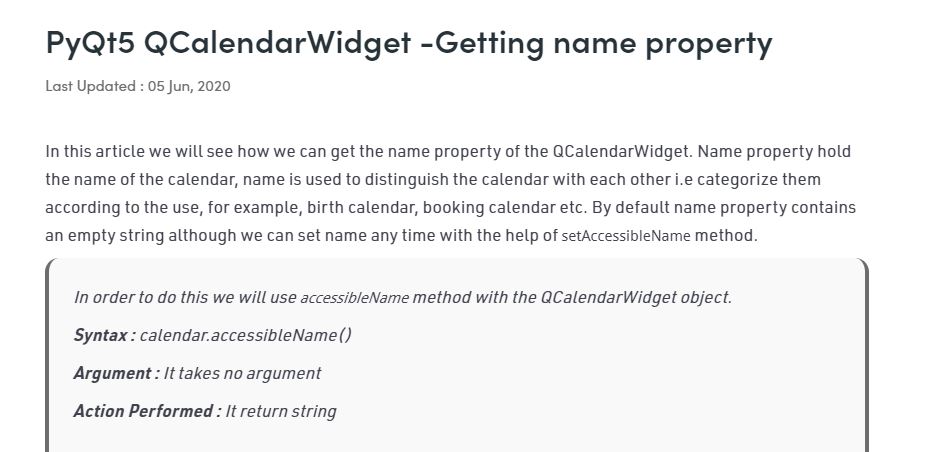 PyQt5 QCalendarWidget -Getting name property
Last Updated : 05 Jun, 2020
In this article we will see how we can get the name property of the QCalendarWidget. Name property hold
the name of the calendar, name is used to distinguish the calendar with each other i.e categorize them
according to the use, for example, birth calendar, booking calendar etc. By default name property contains
an empty string although we can set name any time with the help of setAccessibleName method.
In order to do this we will use accessibleName method with the QCalendarWidget object.
Syntax : calendar.accessibleName()
Argument : It takes no argument
Action Performed : It return string